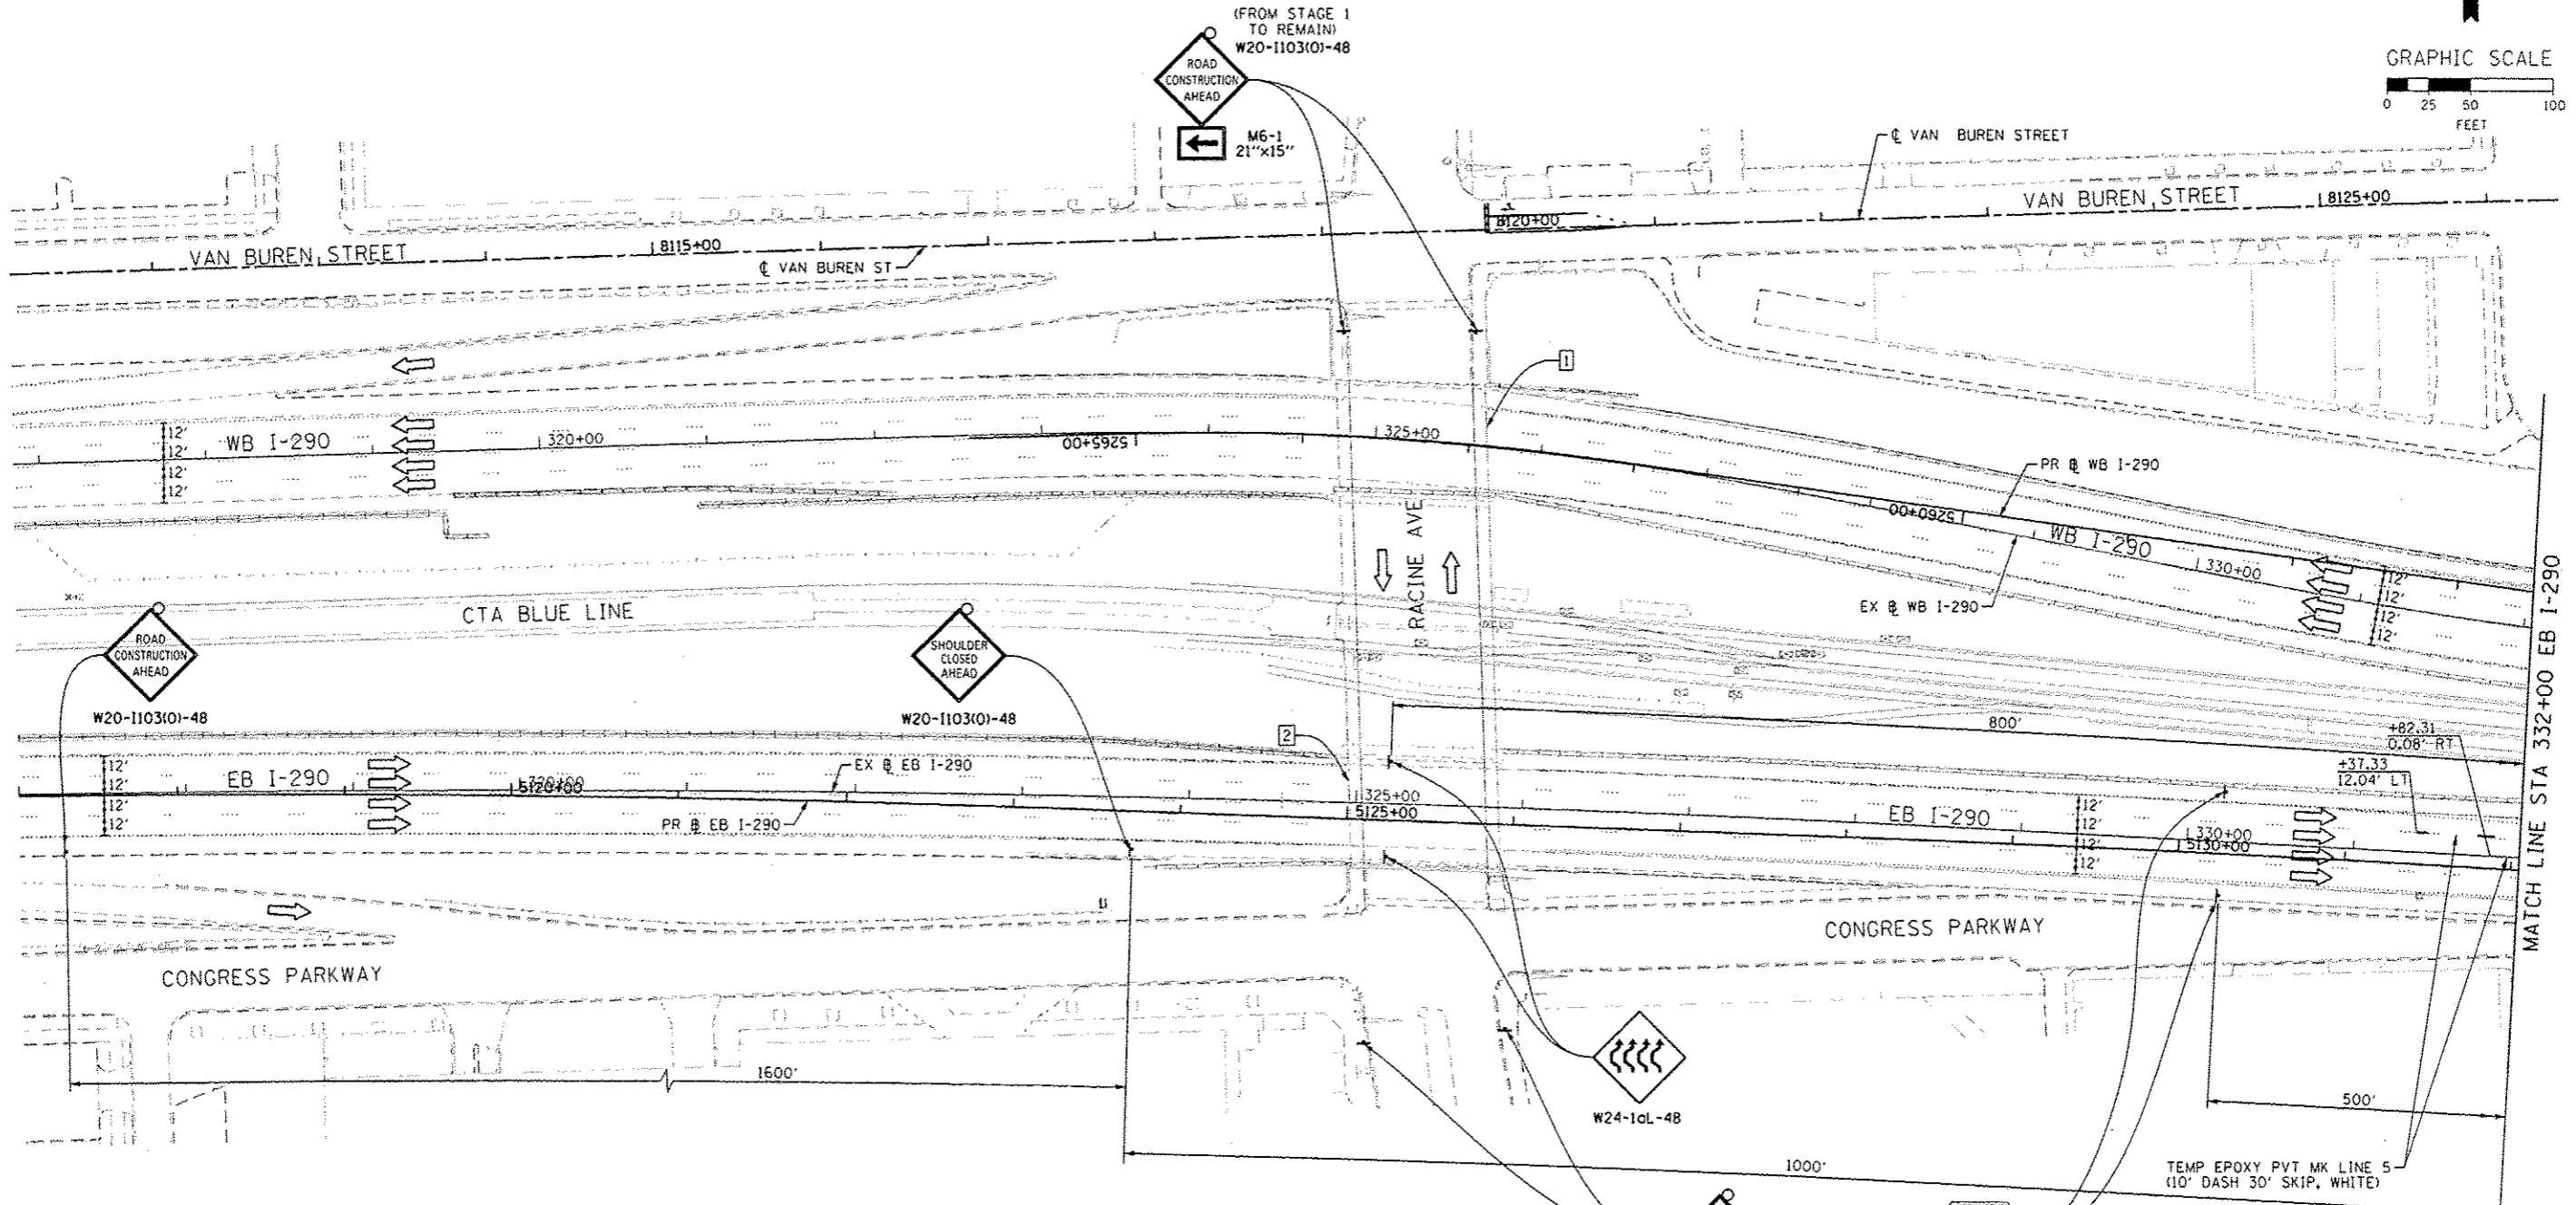 (FROM STAGE 1
TO REMAIN)
W20-I103(O)-48
ROAD
CONSTRUCTION
AHEAD
M6-1
21"x15"
GRAPHIC SCALE
0 25 50 100
FEET
℄ VAN BUREN STREET
VAN BUREN STREET
8125+00
8120+00
VAN BUREN STREET
8115+00
℄ VAN BUREN ST
1
12'
12'
12'
12'
WB I-290
320+00
5265+00
325+00
PR ℄ WB I-290
5260+00
WB I-290
330+00
EX ℄ WB I-290
12'
12'
12'
12'
RACINE AVE
CTA BLUE LINE
ROAD
CONSTRUCTION
AHEAD
W20-I103(O)-48
SHOULDER
CLOSED
AHEAD
W20-I103(O)-48
2
800'
+82.31
0.08' RT
+37.33
12.04' LT
MATCH LINE STA 332+00 EB I-290
12'
12'
12'
12'
EB I-290
320+00
5120+00
EX ℄ EB I-290
PR ℄ EB I-290
325+00
5125+00
EB I-290
12'
12'
12'
12'
330+00
5130+00
CONGRESS PARKWAY
CONGRESS PARKWAY
1600'
W24-1aL-48
500'
1000'
TEMP EPOXY PVT MK LINE 5
(10' DASH 30' SKIP, WHITE)